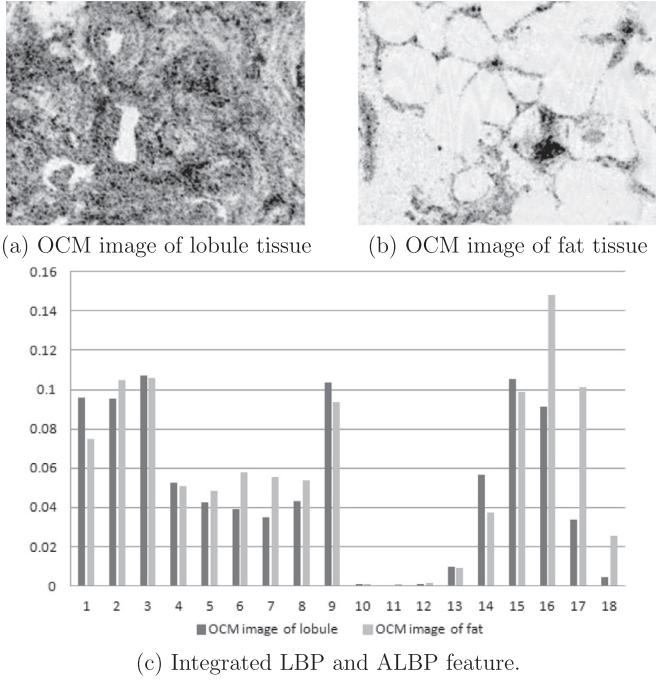 (a) OCM image of lobule tissue (b) OCM image of fat tissue
0.16
0.14
0.12
0.1
0.08
0.06
0.04
0.02
0
1 2 3 4 5 6 7 8 9 10 11 12 13 14 15 16 17 18
OCM image of lobule OCM image of fat
(c) Integrated LBP and ALBP feature.